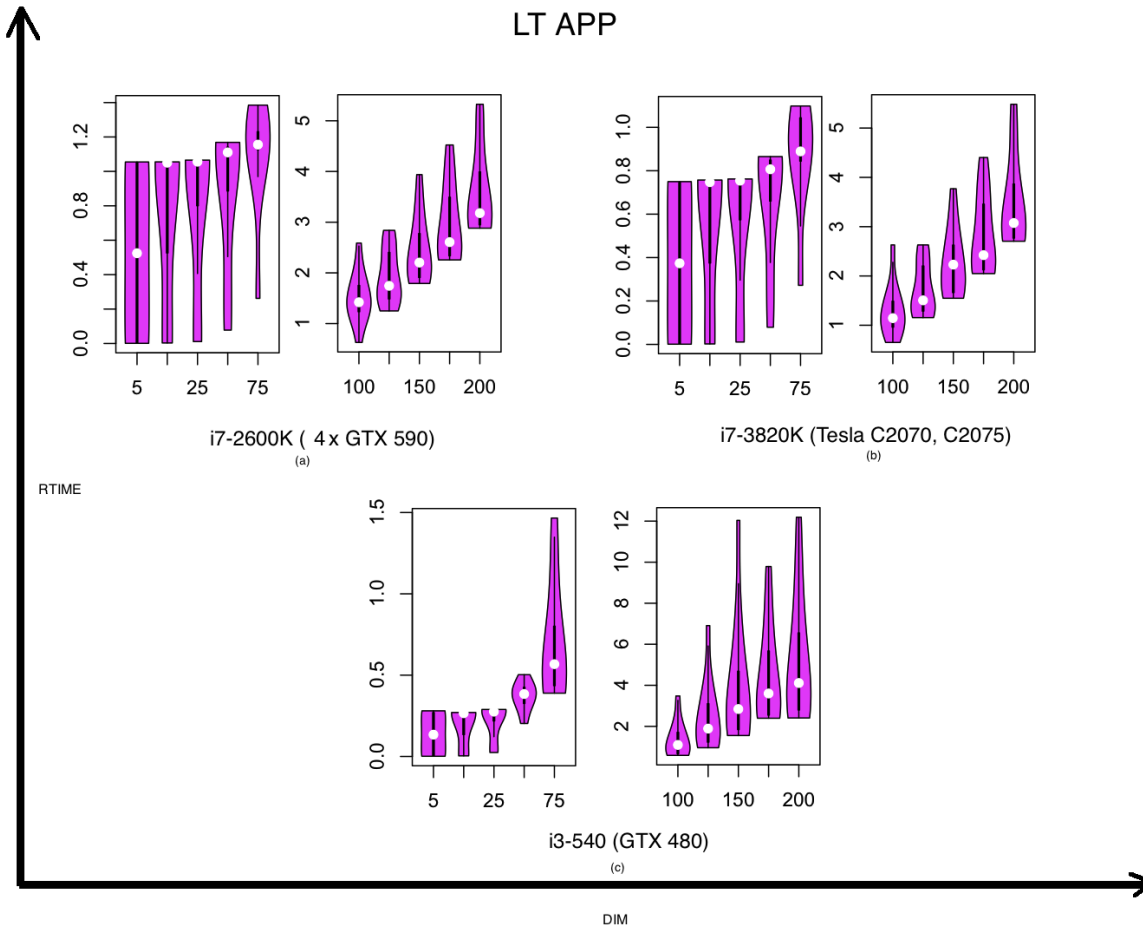 LT APP
0.0 0.4 0.8 1.2
5 25 75
1 2 3 4 5
100 150 200
i7-2600K ( 4 x GTX 590)
(a)
0.0 0.2 0.4 0.6 0.8 1.0
5 25 75
1 2 3 4 5
100 150 200
i7-3820K (Tesla C2070, C2075)
(b)
RTIME
0.0 0.5 1.0 1.5
5 25 75
2 4 6 8 10 12
100 150 200
i3-540 (GTX 480)
(c)
DIM